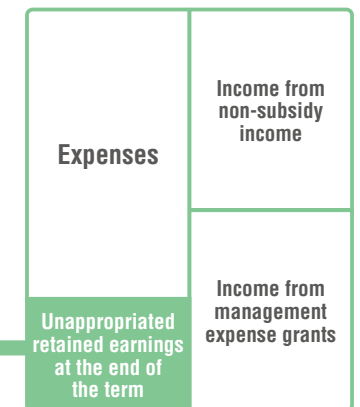 Expenses
Unappropriated
retained earnings
at the end of
the term
Income from
non-subsidy
income
Income from
management
expense grants